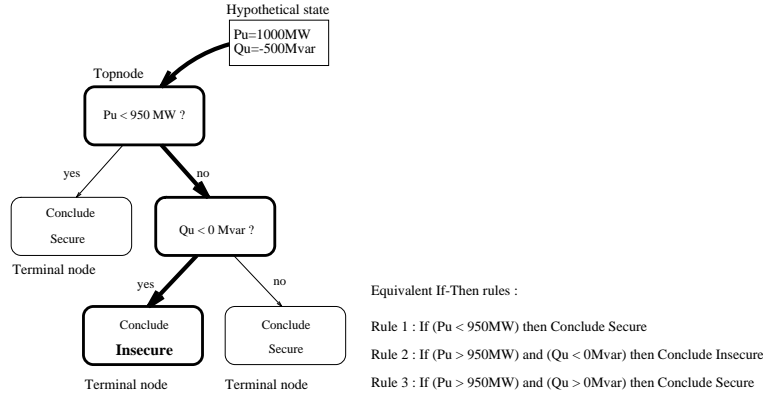 Hypothetical state
Pu=1000MW
Qu=-500Mvar
Topnode
Pu < 950 MW ?
yes
no
Conclude
Secure
Terminal node
Qu < 0 Mvar ?
yes
no
Conclude
Insecure
Terminal node
Conclude
Secure
Terminal node
Equivalent If-Then rules :
Rule 1 : If (Pu < 950MW) then Conclude Secure
Rule 2 : If (Pu > 950MW) and (Qu < 0Mvar) then Conclude Insecure
Rule 3 : If (Pu > 950MW) and (Qu > 0Mvar) then Conclude Secure